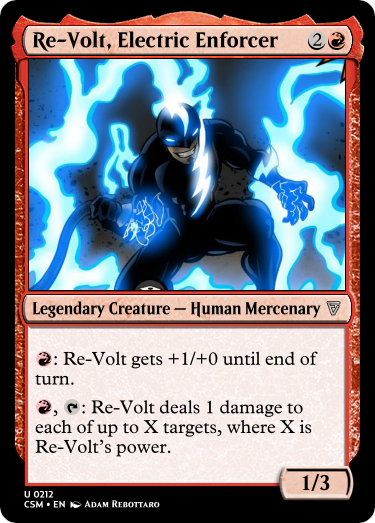 Re-Volt, Electric Enforcer 2
Legendary Creature — Human Mercenary
: Re-Volt gets +1/+0 until end of
turn.
, : Re-Volt deals 1 damage to
each of up to X targets, where X is
Re-Volt's power.
1/3
U 0212
CSM • EN Adam Rebottaro